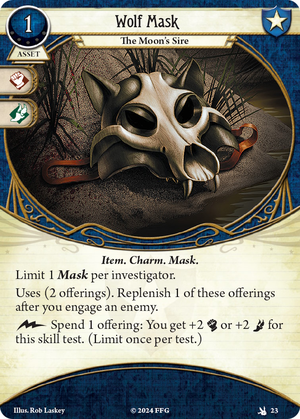 1
Wolf Mask
The Moon's Sire
ASSET
Item. Charm. Mask.
Limit 1 Mask per investigator.
Uses (2 offerings). Replenish 1 of these offerings
after you engage an enemy.
Spend 1 offering: You get +2 or +2 for
this skill test. (Limit once per test.)
Illus. Rob Laskey
© 2024 FFG
23